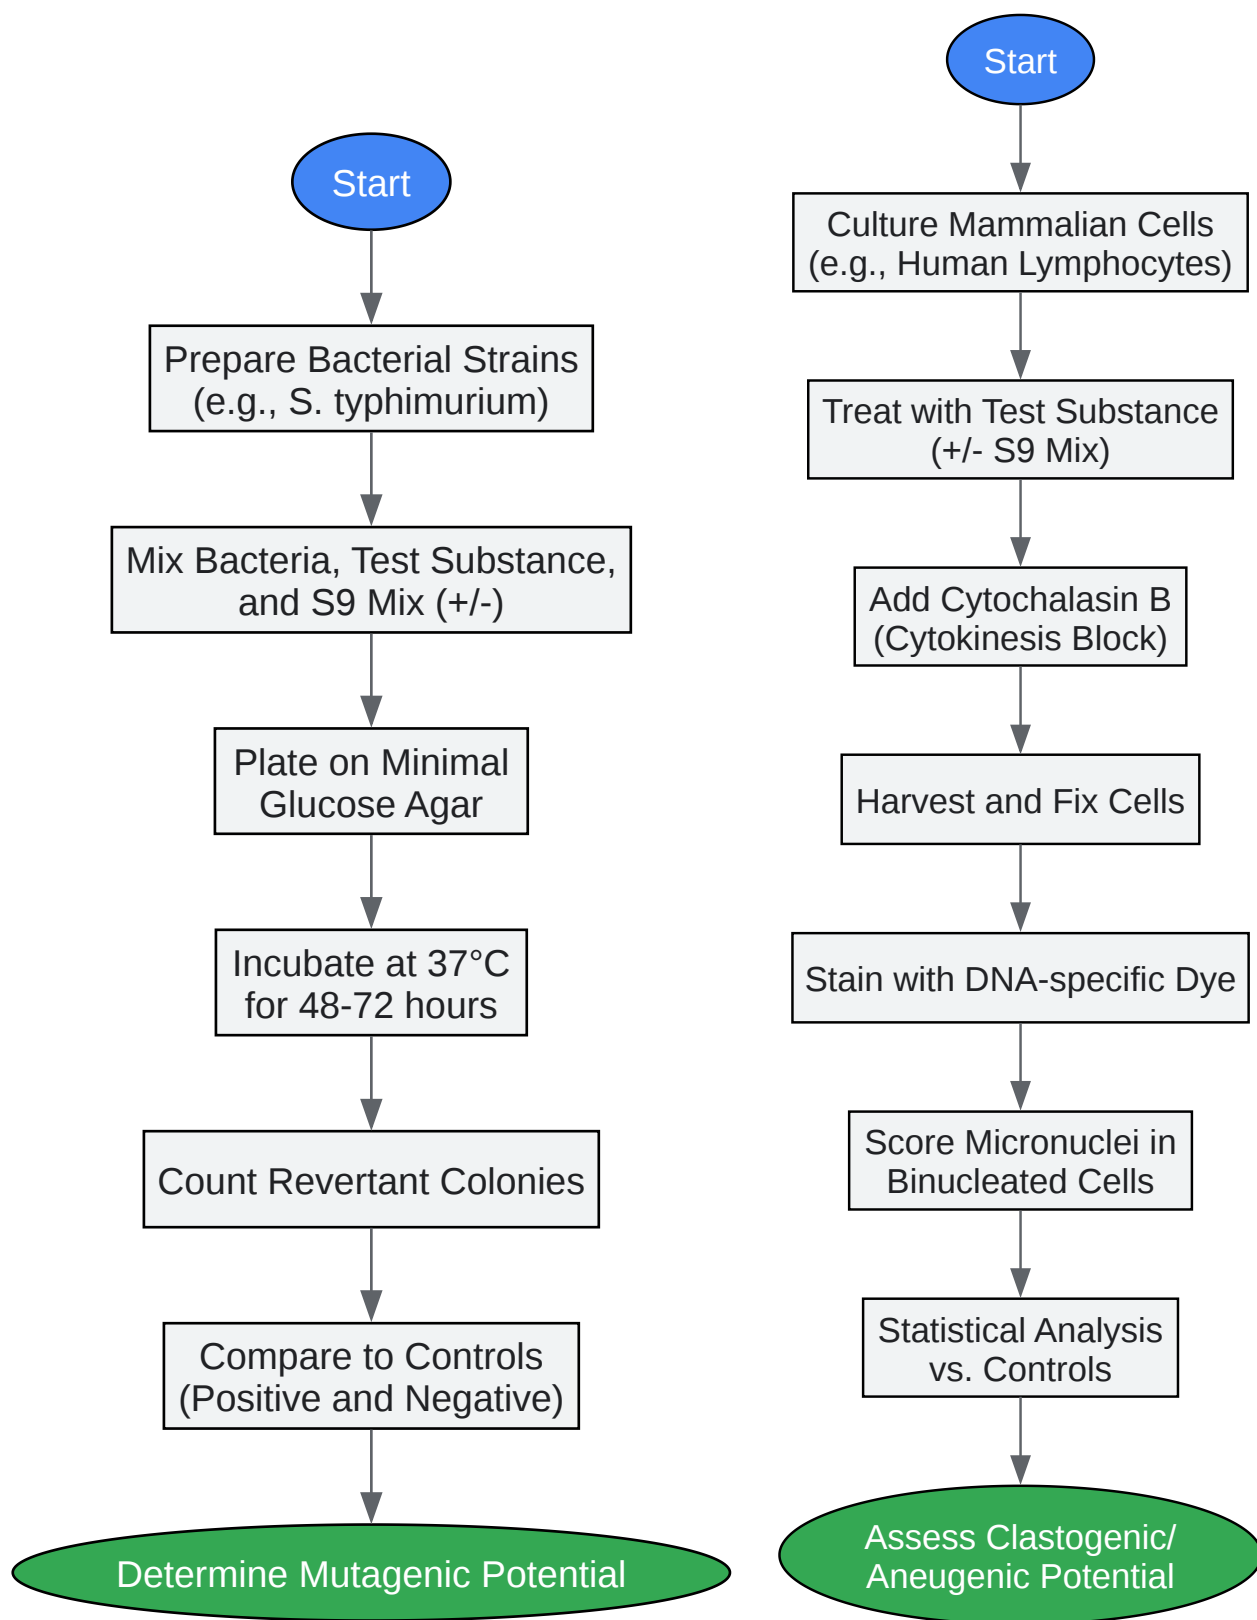 Start
Prepare Bacterial Strains
(e.g., S. typhimurium)
Mix Bacteria, Test Substance,
and S9 Mix (+/-)
Plate on Minimal
Glucose Agar
Incubate at 37°C
for 48-72 hours
Count Revertant Colonies
Compare to Controls
(Positive and Negative)
Determine Mutagenic Potential
Start
Culture Mammalian Cells
(e.g., Human Lymphocytes)
Treat with Test Substance
(+/- S9 Mix)
Add Cytochalasin B
(Cytokinesis Block)
Harvest and Fix Cells
Stain with DNA-specific Dye
Score Micronuclei in
Binucleated Cells
Statistical Analysis
vs. Controls
Assess Clastogenic/
Aneugenic Potential